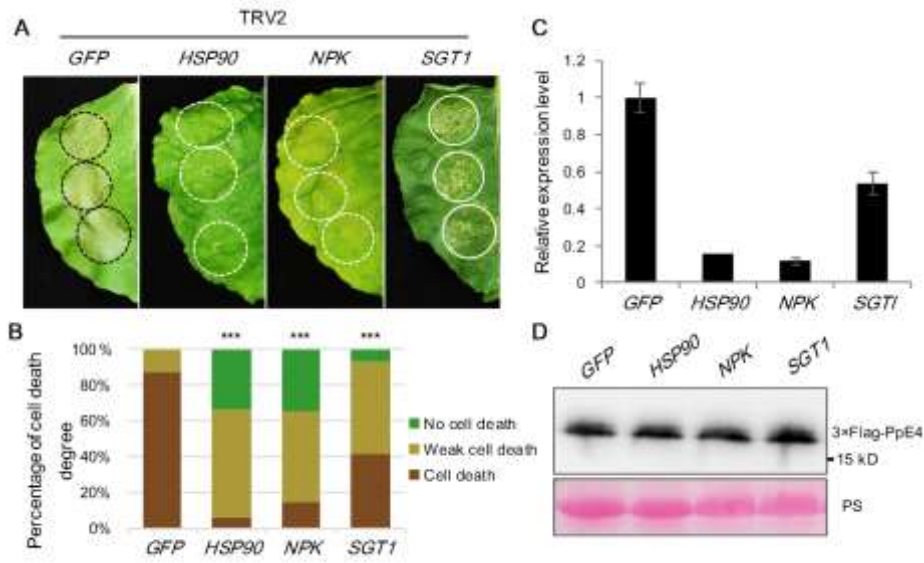 A
TRV2
GFP HSP90 NPK SGT1
B
Percentage of cell death
degree
100%
80%
60%
40%
20%
0%
*** *** ***
GFP HSP90 NPK SGT1
No cell death
Weak cell death
Cell death
C
Relative expression level
1.2
1
0.8
0.6
0.4
0.2
0
GFP HSP90 NPK SGTI
D
GFP HSP90 NPK SGT1
3×Flag-PpE4
15 kD
PS